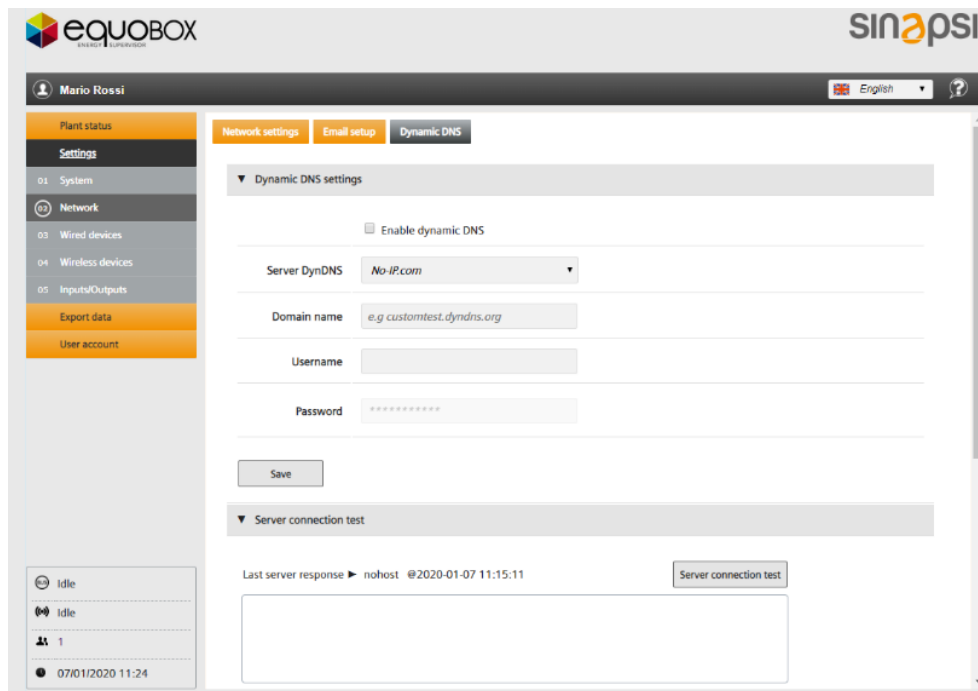 equoBOX
ENERGY SUPERVISOR
sinapsi
Mario Rossi
English
?
Plant status
Settings
01 System
02 Network
03 Wired devices
04 Wireless devices
05 Inputs/Outputs
Export data
User account
Network settings
Email setup
Dynamic DNS
▼ Dynamic DNS settings
Enable dynamic DNS
Server DynDNS
No-IP.com
Domain name
e.g customtest.dyndns.org
Username
Password
***********
Save
▼ Server connection test
Last server response ► nohost @2020-01-07 11:15:11
Server connection test
Idle
Idle
1
07/01/2020 11:24